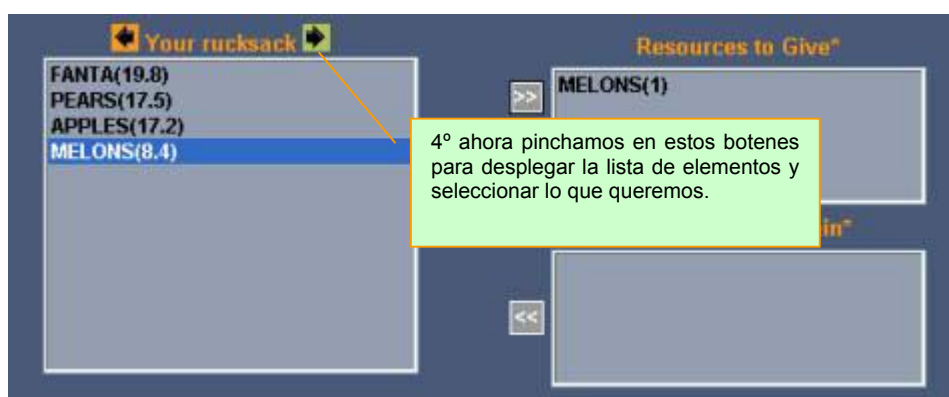 Your rucksack
FANTA(19.8)
PEARS(17.5)
APPLES(17.2)
MELONS(8.4)
>>
<<
Resources to Give*
MELONS(1)
4º ahora pinchamos en estos botenes
para desplegar la lista de elementos y
seleccionar lo que queremos.
in*